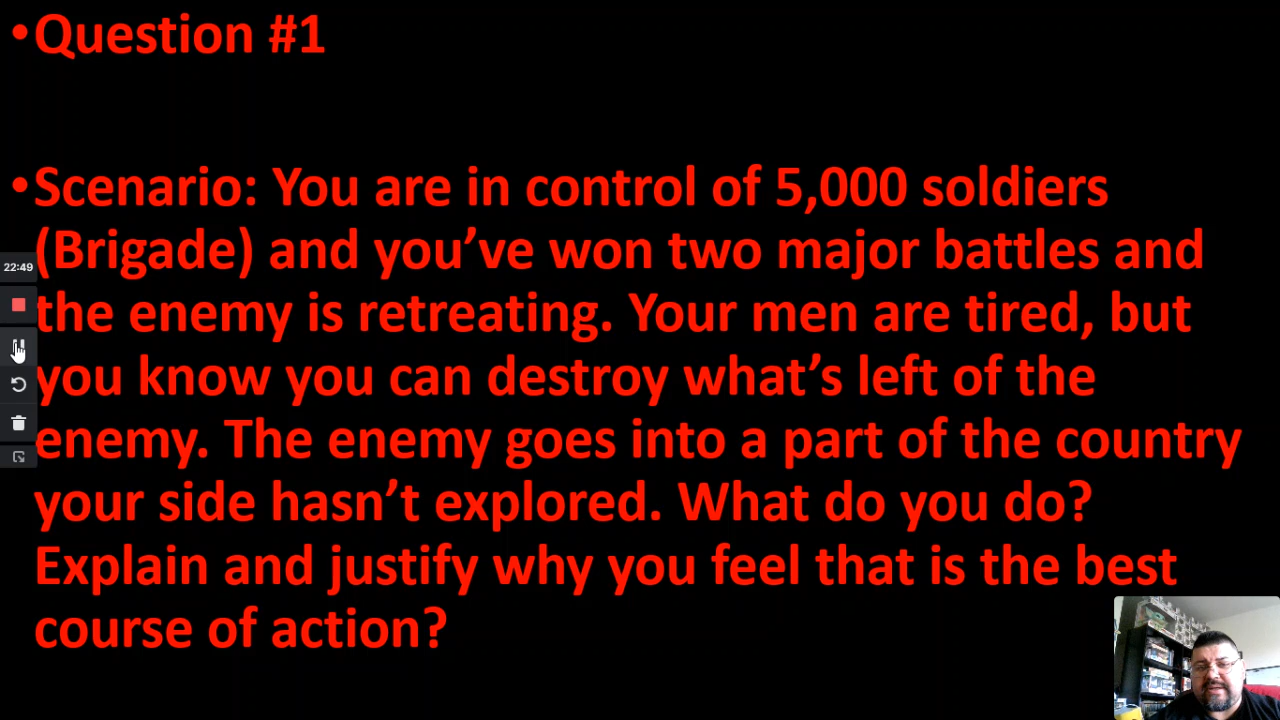 •Question #1
•Scenario: You are in control of 5,000 soldiers
(Brigade) and you’ve won two major battles and
22:49
the enemy is retreating. Your men are tired, but
you know you can destroy what’s left of the
enemy. The enemy goes into a part of the country
your side hasn’t explored. What do you do?
Explain and justify why you feel that is the best
course of action?